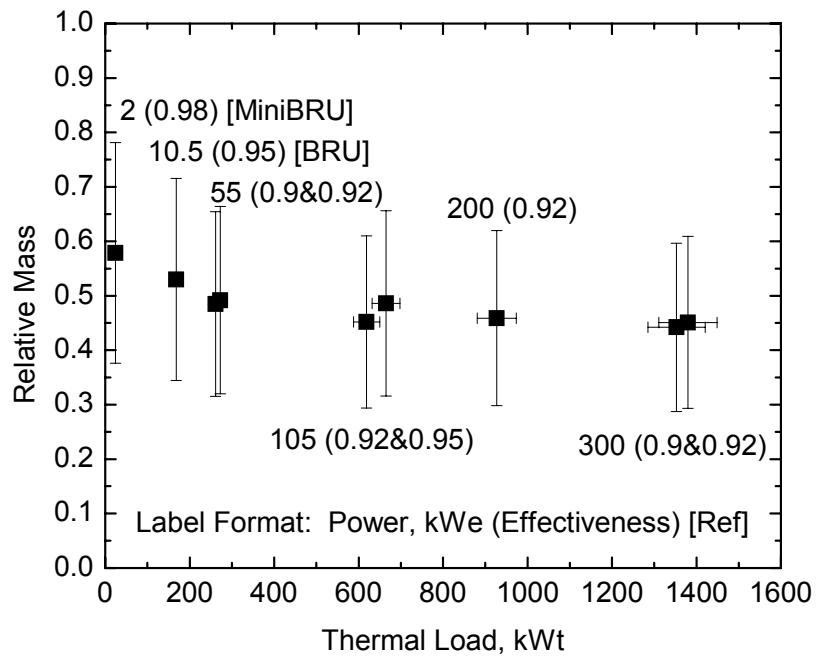 1.0
0.9
0.8
0.7
0.6
0.5
0.4
0.3
0.2
0.1
0.0
Relative Mass
2 (0.98) [MiniBRU]
10.5 (0.95) [BRU]
55 (0.9&0.92)
200 (0.92)
105 (0.92&0.95)
300 (0.9&0.92)
Label Format: Power, kWe (Effectiveness) [Ref]
0 200 400 600 800 1000 1200 1400 1600
Thermal Load, kWt